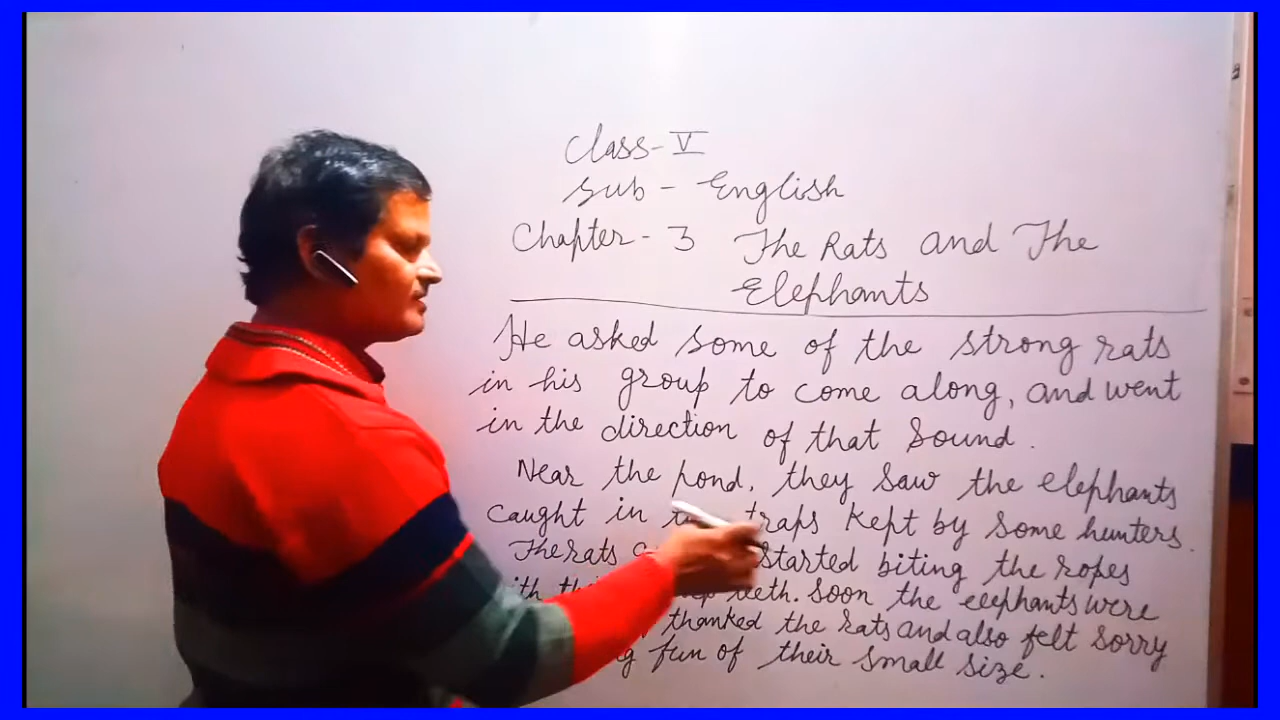 Class-V
Sub - English
Chapter - 3 The Rats and The
Elephants
He asked some of the strong rats
in his group to come along, and went
in the direction of that sound.
Near the pond, they saw the elephants
caught in traps kept by some hunters.
The rats started biting the ropes
teeth. Soon the elephants were
thanked the rats and also felt sorry
fun of their small size.